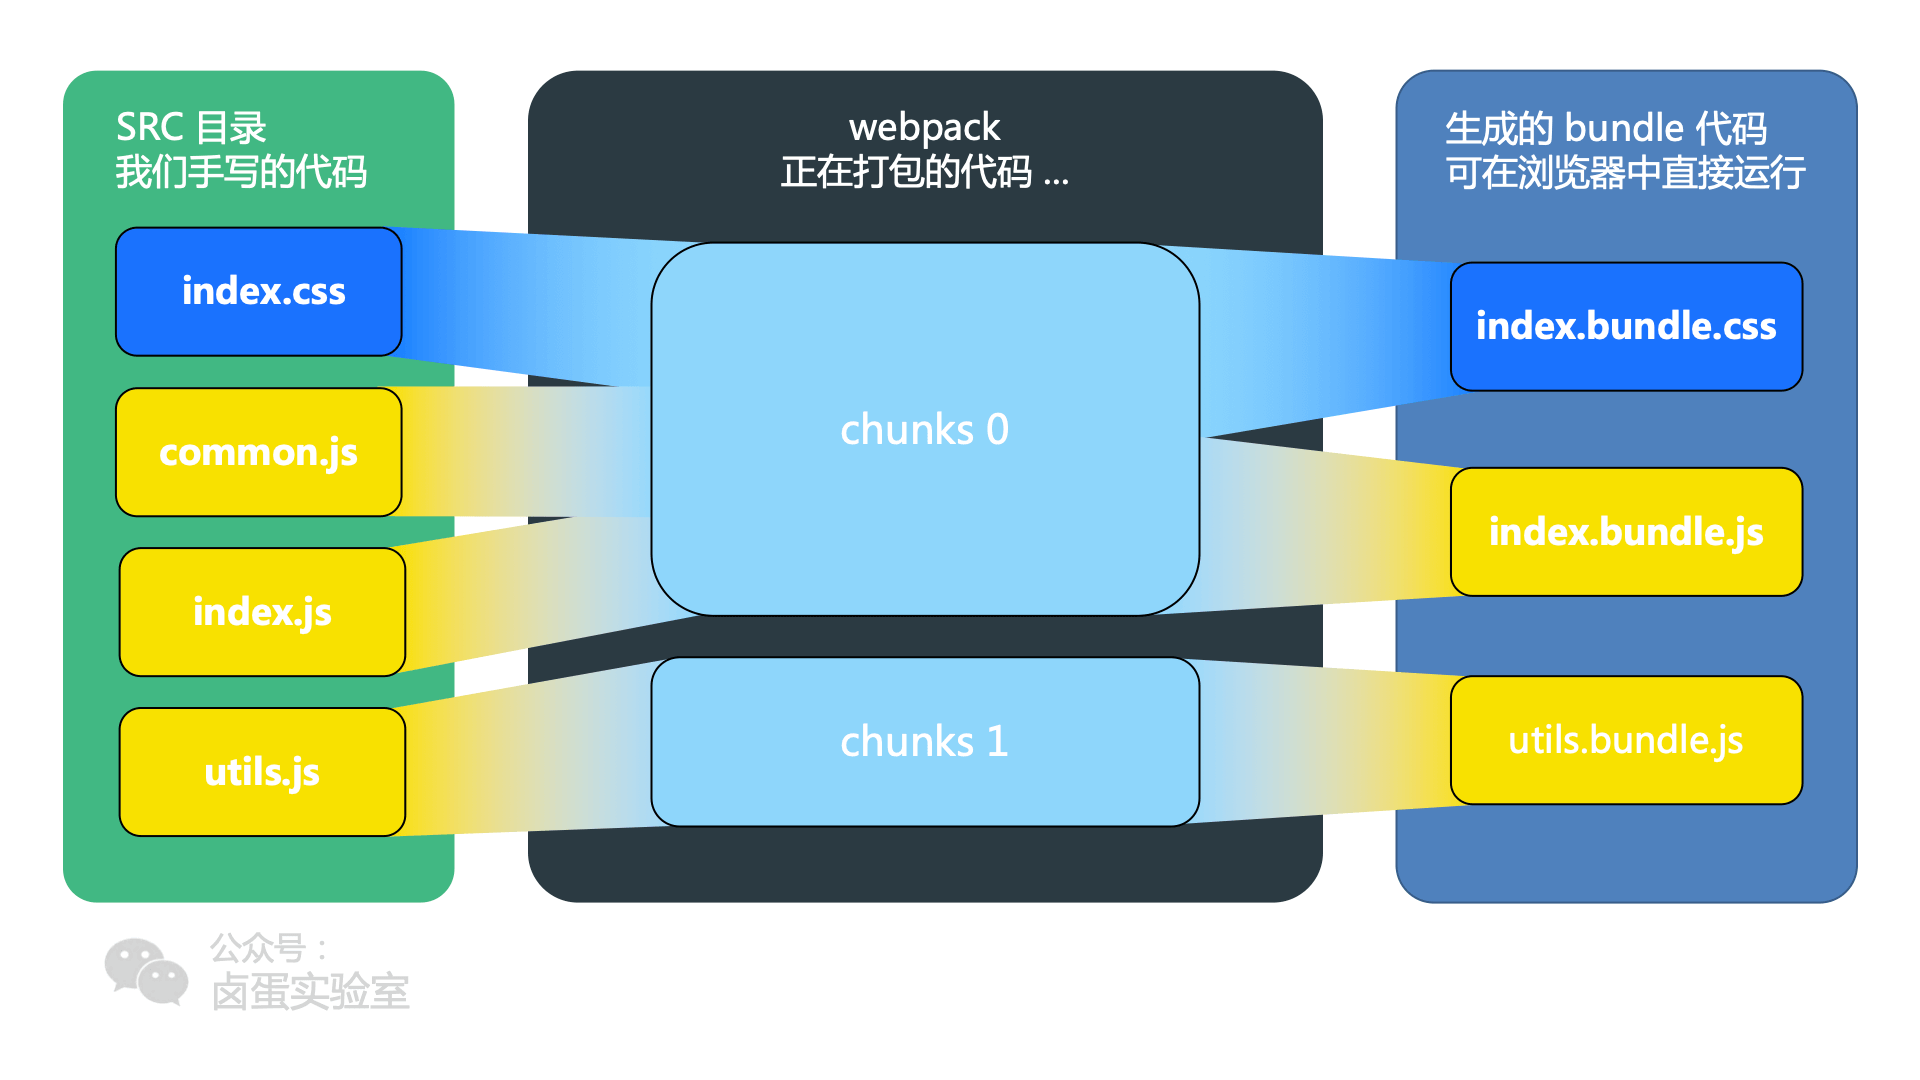 SRC 目录
我们手写的代码
index.css
common.js
index.js
utils.js
webpack
正在打包的代码 ...
chunks 0
chunks 1
生成的 bundle 代码
可在浏览器中直接运行
index.bundle.css
index.bundle.js
utils.bundle.js
公众号：
卤蛋实验室